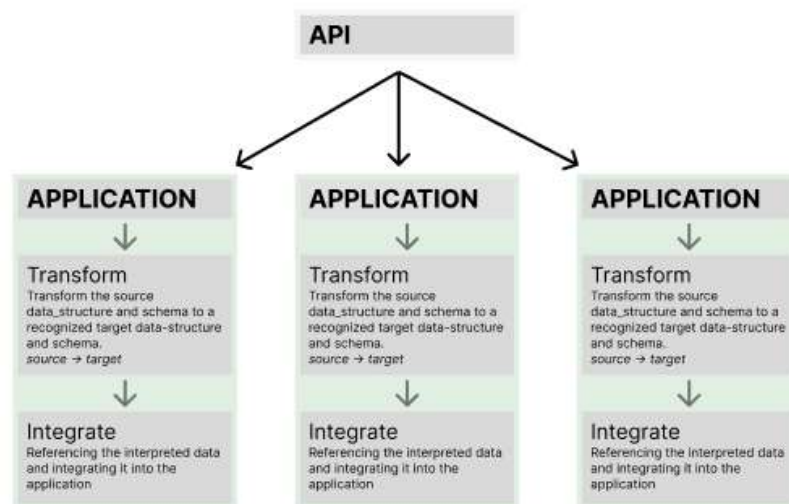 API
APPLICATION
Transform
Transform the source
data_structure and schema to a
recognized target data-structure
and schema.
source → target
Integrate
Referencing the interpreted data
and integrating it into the
application
APPLICATION
Transform
Transform the source
data_structure and schema to a
recognized target data-structure
and schema.
source → target
Integrate
Referencing the interpreted data
and integrating it into the
application
APPLICATION
Transform
Transform the source
data_structure and schema to a
recognized target data-structure
and schema.
source → target
Integrate
Referencing the interpreted data
and integrating it into the
application